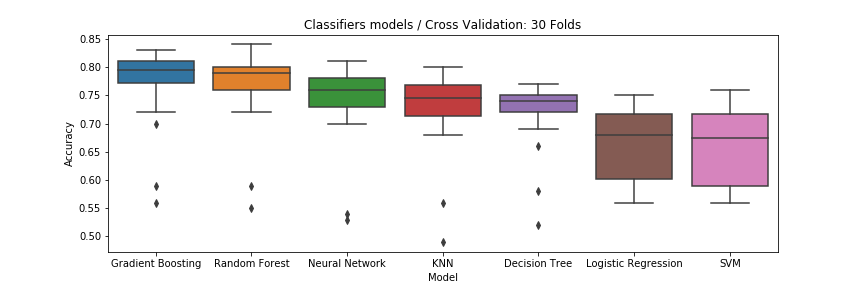 Classifiers models / Cross Validation: 30 Folds
0.85
0.80
0.75
0.70
0.65
0.60
0.55
0.50
Accuracy
Gradient Boosting Random Forest Neural Network KNN Decision Tree Logistic Regression SVM
Model